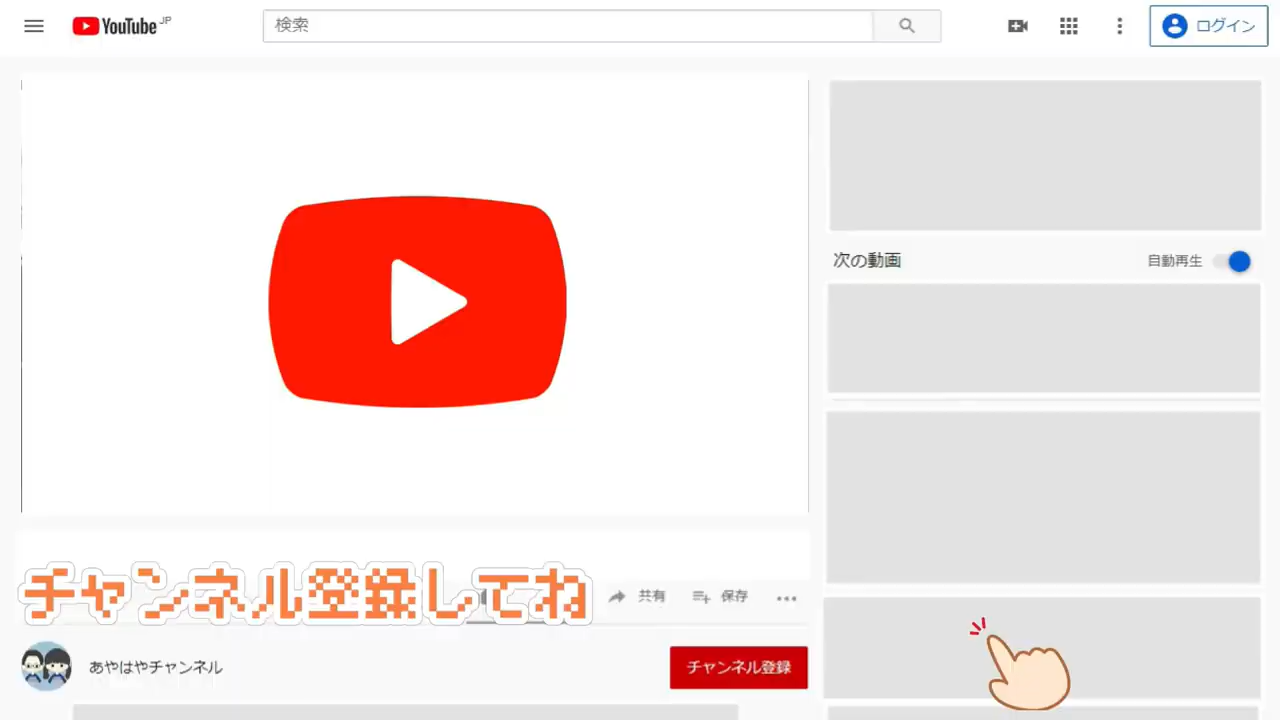 YouTube JP
検索
ログイン
次の動画
自動再生
チャンネル登録してね
共有
保存
あやはやチャンネル
チャンネル登録